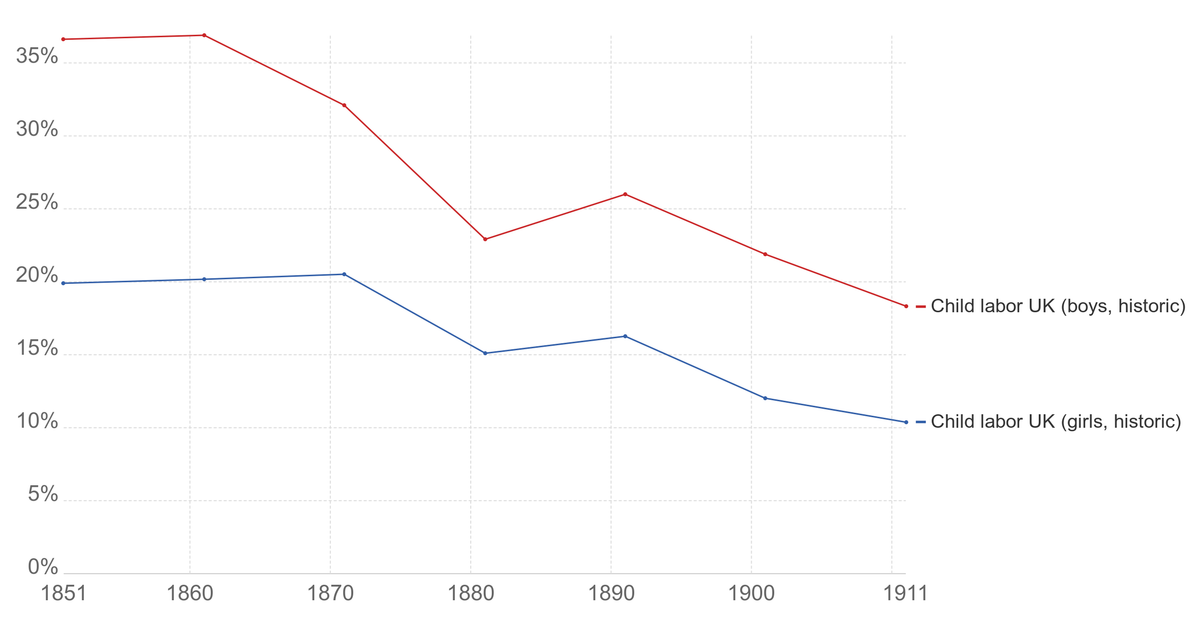 35%
30%
25%
20%
15%
10%
5%
0%
1851 1860 1870 1880 1890 1900 1911
Child labor UK (boys, historic)
Child labor UK (girls, historic)